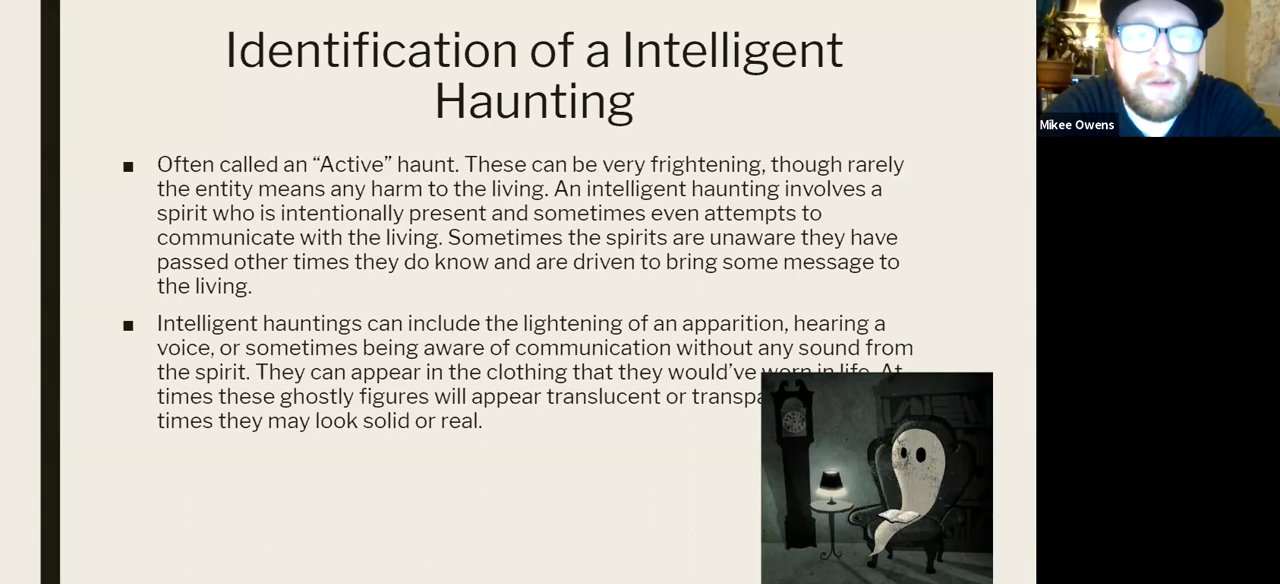 Identification of a Intelligent
Haunting
■ Often called an “Active” haunt. These can be very frightening, though rarely
the entity means any harm to the living. An intelligent haunting involves a
spirit who is intentionally present and sometimes even attempts to
communicate with the living. Sometimes the spirits are unaware they have
passed other times they do know and are driven to bring some message to
the living.
■ Intelligent hauntings can include the lightening of an apparition, hearing a
voice, or sometimes being aware of communication without any sound from
the spirit. They can appear in the clothing that they would’ve worn in life. At
times these ghostly figures will appear translucent or
times they may look solid or real.
Mikee Owens